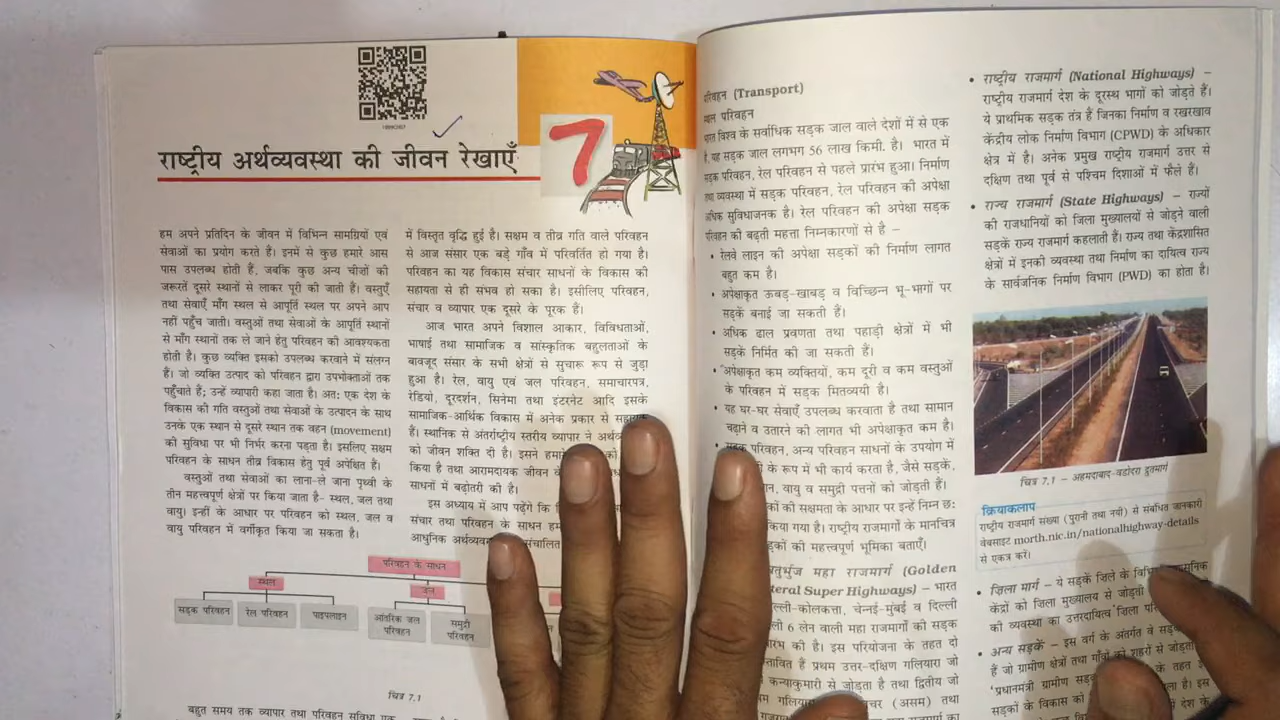 राष्ट्रीय अर्थव्यवस्था की जीवन रेखाएँ
7
हम अपने प्रतिदिन के जीवन में विभिन्न सामग्रियों एवं
सेवाओं का प्रयोग करते हैं। इनमें से कुछ हमारे आस
पास उपलब्ध होती हैं, जबकि कुछ अन्य चीजों की
जरूरतें दूसरे स्थानों से लाकर पूरी की जाती हैं। वस्तुएँ
तथा सेवाएँ माँग स्थल से आपूर्ति स्थल पर अपने आप
नहीं पहुँच जाती। वस्तुओं तथा सेवाओं के आपूर्ति स्थानों
से माँग स्थानों तक ले जाने हेतु परिवहन की आवश्यकता
होती है। कुछ व्यक्ति इसको उपलब्ध करवाने में संलग्न
हैं। जो व्यक्ति उत्पाद को परिवहन द्वारा उपभोक्ताओं तक
पहुँचाते हैं; उन्हें व्यापारी कहा जाता है। अतः एक देश के
विकास की गति वस्तुओं तथा सेवाओं के उत्पादन के साथ
उनके एक स्थान से दूसरे स्थान तक वहन (movement)
की सुविधा पर भी निर्भर करना पड़ता है। इसलिए सक्षम
परिवहन के साधन तीव्र विकास हेतु पूर्व अपेक्षित हैं।
वस्तुओं तथा सेवाओं का लाना-ले जाना पृथ्वी के
तीन महत्त्वपूर्ण क्षेत्रों पर किया जाता है- स्थल, जल तथा
वायु। इन्हीं के आधार पर परिवहन को स्थल, जल व
वायु परिवहन में वर्गीकृत किया जा सकता है।
में विस्तृत वृद्धि हुई है। सक्षम व तीव्र गति वाले परिवहन
से आज संसार एक बड़े गाँव में परिवर्तित हो गया है।
परिवहन का यह विकास संचार साधनों के विकास की
सहायता से ही संभव हो सका है। इसीलिए परिवहन,
संचार व व्यापार एक दूसरे के पूरक हैं।
आज भारत अपने विशाल आकार, विविधताओं,
भाषाई तथा सामाजिक व सांस्कृतिक बहुलताओं के
बावजूद संसार के सभी क्षेत्रों से सुचारू रूप से जुड़ा
हुआ है। रेल, वायु एवं जल परिवहन, समाचारपत्र,
रेडियो, दूरदर्शन, सिनेमा तथा इंटरनेट आदि इसके
सामाजिक-आर्थिक विकास में अनेक प्रकार से सहायक
हैं। स्थानिक से अंतर्राष्ट्रीय स्तरीय व्यापार ने
को जीवन शक्ति दी है। इसने
किया है तथा आरामदायक जीवन
साधनों में बढ़ोतरी की है।
इस अध्याय में आप पढ़ेंगे कि
संचार तथा परिवहन के साधन
आधुनिक संचालित
परिवहन के साधन
स्थल
जल
सड़क परिवहन
रेल परिवहन
पाइपलाइन
आंतरिक जल
परिवहन
समुद्री
परिवहन
चित्र 7.1
बहुत समय तक व्यापार तथा परिवहन सुविधा एक
परिवहन (Transport)
स्थल परिवहन
भारत विश्व के सर्वाधिक सड़क जाल वाले देशों में से एक
है, यह सड़क जाल लगभग 56 लाख किमी. है। भारत में
सड़क परिवहन, रेल परिवहन से पहले प्रारंभ हुआ। निर्माण
तथा व्यवस्था में सड़क परिवहन, रेल परिवहन की अपेक्षा
अधिक सुविधाजनक है। रेल परिवहन की अपेक्षा सड़क
परिवहन की बढ़ती महत्ता निम्नकारणों से है –
• रेलवे लाइन की अपेक्षा सड़कों की निर्माण लागत
बहुत कम है।
• अपेक्षाकृत ऊबड़-खाबड़ व विच्छिन्न भू-भागों पर
सड़कें बनाई जा सकती हैं।
• अधिक ढाल प्रवणता तथा पहाड़ी क्षेत्रों में भी
सड़कें निर्मित की जा सकती हैं।
• अपेक्षाकृत कम व्यक्तियों, कम दूरी व कम वस्तुओं
के परिवहन में सड़क मितव्ययी है।
• यह घर-घर सेवाएँ उपलब्ध करवाता है तथा सामान
चढ़ाने व उतारने की लागत भी अपेक्षाकृत कम है।
• सड़क परिवहन, अन्य परिवहन साधनों के उपयोग में
के रूप में भी कार्य करता है, जैसे सड़कें,
वायु व समुद्री पत्तनों को जोड़ती हैं।
की सक्षमता के आधार पर इन्हें निम्न छः
किया गया है। राष्ट्रीय राजमार्गों के मानचित्र
की महत्त्वपूर्ण भूमिका बताएँ।
महा राजमार्ग (Golden
Super Highways) – भारत
चेन्नई-मुंबई व दिल्ली
6 लेन वाली महा राजमार्गों की सड़क
की है। इस परियोजना के तहत दो
हैं प्रथम उत्तर-दक्षिण गलियारा जो
कन्याकुमारी से जोड़ता है तथा द्वितीय जो
(असम) तथा
• राष्ट्रीय राजमार्ग (National Highways) –
राष्ट्रीय राजमार्ग देश के दूरस्थ भागों को जोड़ते हैं।
ये प्राथमिक सड़क तंत्र हैं जिनका निर्माण व रखरखाव
केंद्रीय लोक निर्माण विभाग (CPWD) के अधिकार
क्षेत्र में है। अनेक प्रमुख राष्ट्रीय राजमार्ग उत्तर से
दक्षिण तथा पूर्व से पश्चिम दिशाओं में फैले हैं।
• राज्य राजमार्ग (State Highways) – राज्यों
की राजधानियों को जिला मुख्यालयों से जोड़ने वाली
सड़कें राज्य राजमार्ग कहलाती हैं। राज्य तथा केंद्रशासित
क्षेत्रों में इनकी व्यवस्था तथा निर्माण का दायित्व राज्य
के सार्वजनिक निर्माण विभाग (PWD) का होता है।
चित्र 7.1 – अहमदाबाद-वडोदरा द्रुतमार्ग
क्रियाकलाप
राष्ट्रीय राजमार्ग संख्या (पुरानी तथा नयी) से संबंधित जानकारी
वेबसाइट morth.nic.in/nationalhighway-details
से एकत्र करें।
• ज़िला मार्ग – ये सड़कें जिले के
केंद्रों को जिला मुख्यालय से जोड़ती
की व्यवस्था का उत्तरदायित्व जिला
• अन्य सड़कें – इस वर्ग के अंतर्गत वे
हैं जो ग्रामीण क्षेत्रों तथा गाँवों को शहरों से
'प्रधानमंत्री ग्रामीण के तहत
सड़कों के विकास को